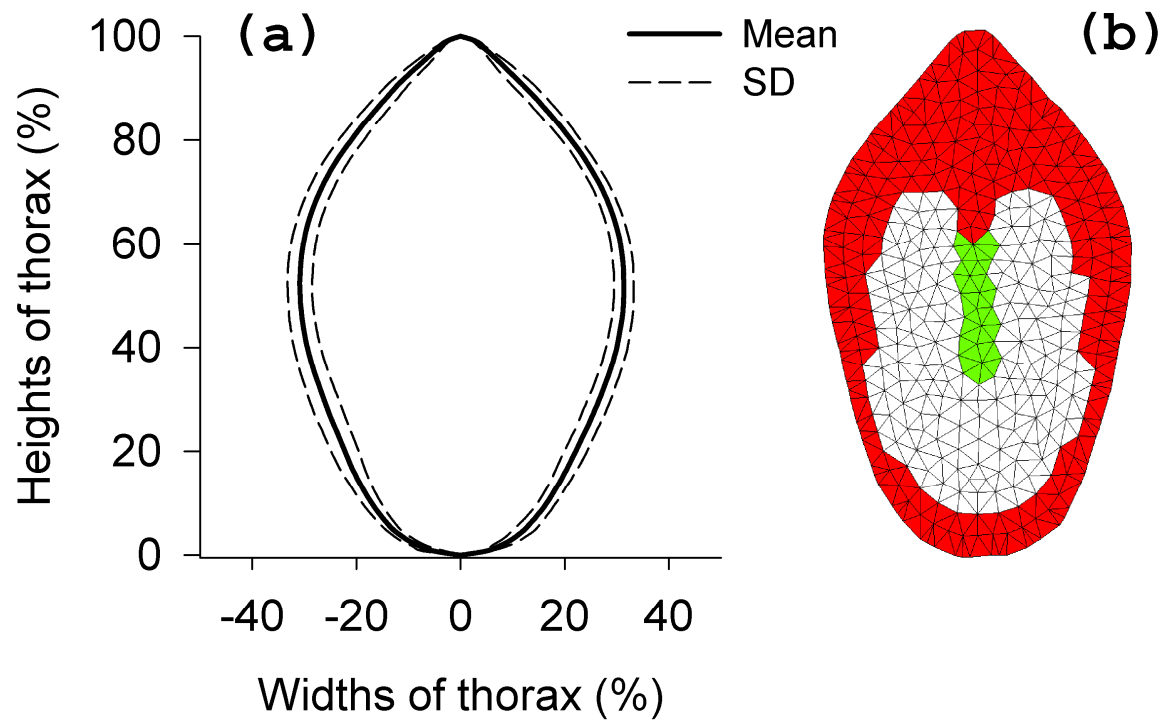 (a)
Mean
SD
(b)
Heights of thorax (%)
100
80
60
40
20
0
-40 -20 0 20 40
Widths of thorax (%)